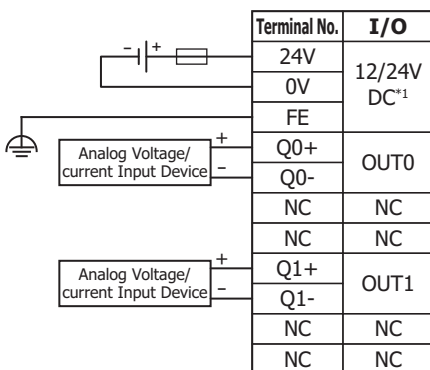 Terminal No. I/O
- + 24V 12/24V
0V DC*1
FE
Analog Voltage/
current Input Device + - Q0+ OUT0
Q0-
NC NC
NC NC
Analog Voltage/
current Input Device + - Q1+ OUT1
Q1-
NC NC
NC NC